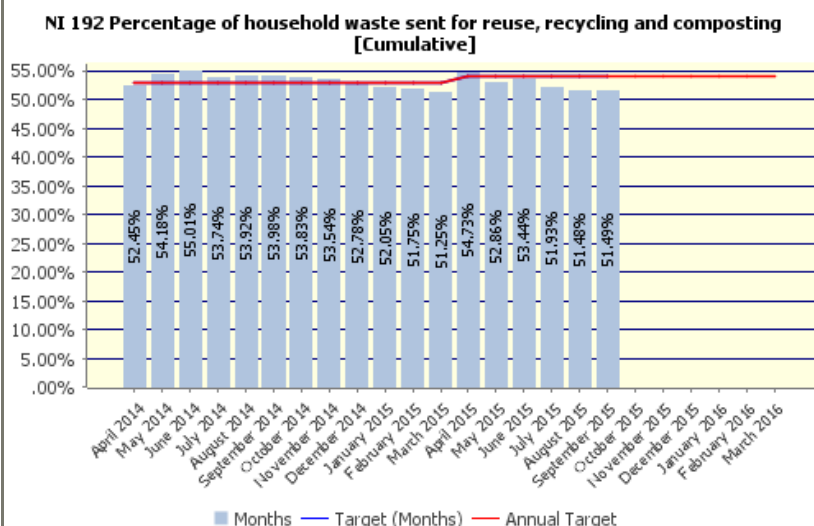 NI 192 Percentage of household waste sent for reuse, recycling and composting
[Cumulative]
55.00%
50.00%
45.00%
40.00%
35.00%
30.00%
25.00%
20.00%
15.00%
10.00%
5.00%
.00%
52.45%
54.18%
55.01%
53.74%
53.92%
53.98%
53.83%
53.54%
52.78%
52.05%
51.75%
51.25%
54.73%
52.86%
53.44%
51.93%
51.48%
51.49%
April 2014
May 2014
June 2014
July 2014
August 2014
September 2014
October 2014
November 2014
December 2014
January 2015
February 2015
March 2015
April 2015
May 2015
June 2015
July 2015
August 2015
September 2015
October 2015
November 2015
December 2015
January 2016
February 2016
March 2016
Months Target (Months) Annual Target